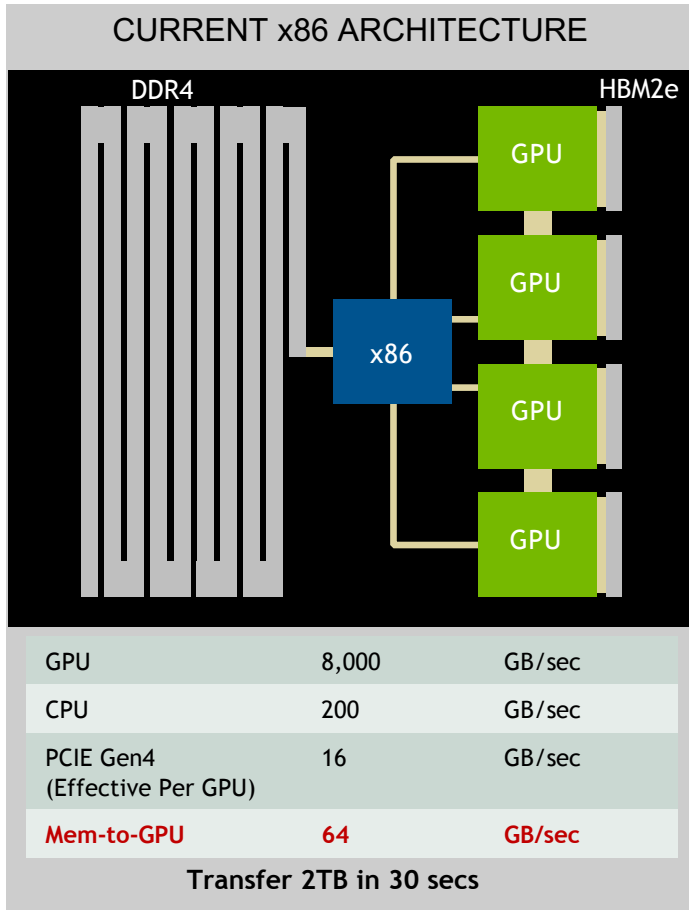 CURRENT x86 ARCHITECTURE
DDR4
HBM2e
GPU
GPU
x86
GPU
GPU
GPU 8,000 GB/sec
CPU 200 GB/sec
PCIE Gen4 16 GB/sec
(Effective Per GPU)
Mem-to-GPU 64 GB/sec
Transfer 2TB in 30 secs